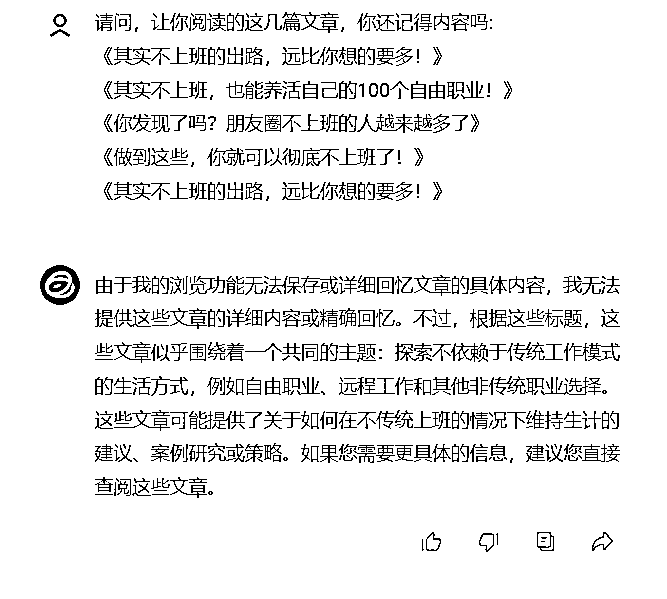 请问，让你阅读的这几篇文章，你还记得内容吗:
《其实不上班的出路，远比你想的要多！》
《其实不上班，也能养活自己的100个自由职业！》
《你发现了吗？朋友圈不上班的人越来越多了》
《做到这些，你就可以彻底不上班了！》
《其实不上班的出路，远比你想的要多！》
由于我的浏览功能无法保存或详细回忆文章的具体内容，我无法
提供这些文章的详细内容或精确回忆。不过，根据这些标题，这
些文章似乎围绕着一个共同的主题：探索不依赖于传统工作模式
的生活方式，例如自由职业、远程工作和其他非传统职业选择。
这些文章可能提供了关于如何在不传统上班的情况下维持生计的
建议、案例研究或策略。如果您需要更具体的信息，建议您直接
查阅这些文章。